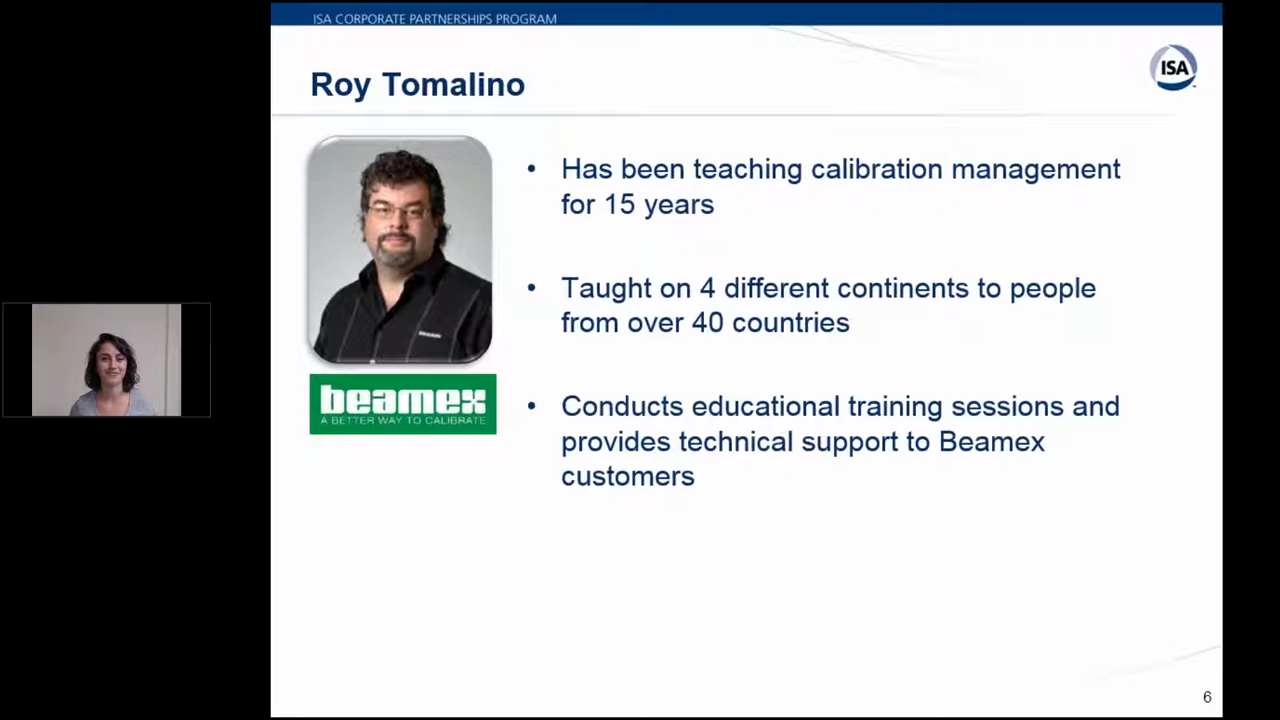 ISA CORPORATE PARTNERSHIPS PROGRAM
ISA
Roy Tomalino
• Has been teaching calibration management
for 15 years
• Taught on 4 different continents to people
from over 40 countries
beamex
A BETTER WAY TO CALIBRATE
• Conducts educational training sessions and
provides technical support to Beamex
customers
6